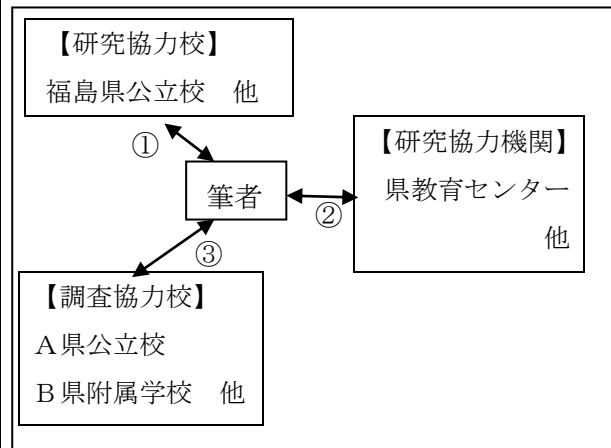 【研究協力校】
福島県公立校　他
①
筆者
②
【研究協力機関】
県教育センター
他
③
【調査協力校】
Ａ県公立校
Ｂ県附属学校　他